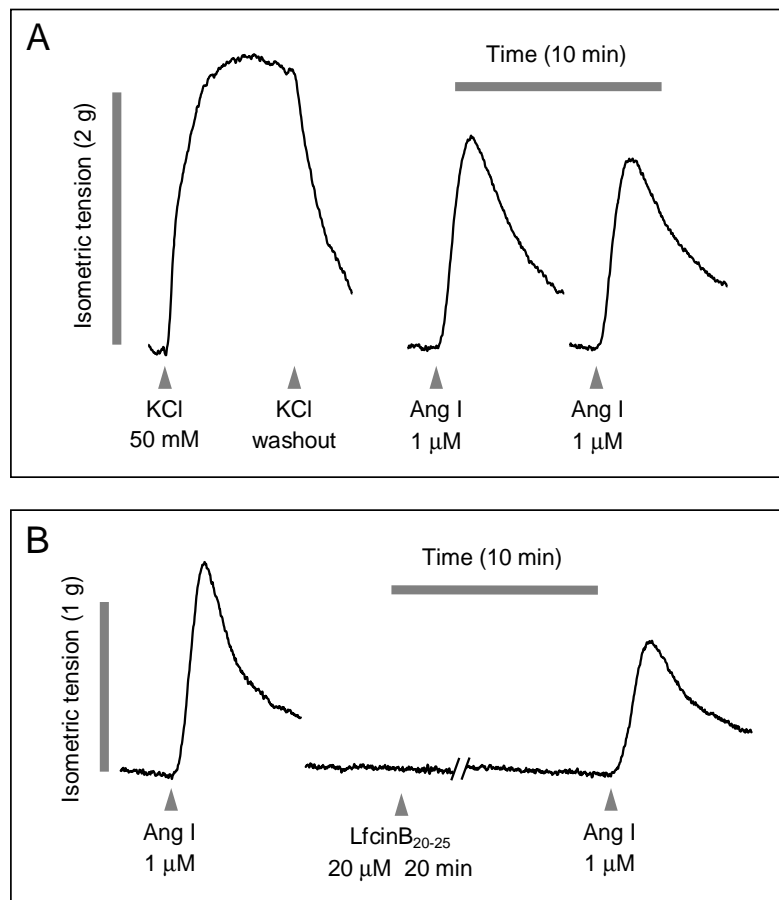 A
Time (10 min)
Isometric tension (2 g)
KCl
50 mM
KCl
washout
Ang I
1 μM
Ang I
1 μM
B
Time (10 min)
Isometric tension (1 g)
Ang I
1 μM
LfcinB20-25
20 μM 20 min
Ang I
1 μM